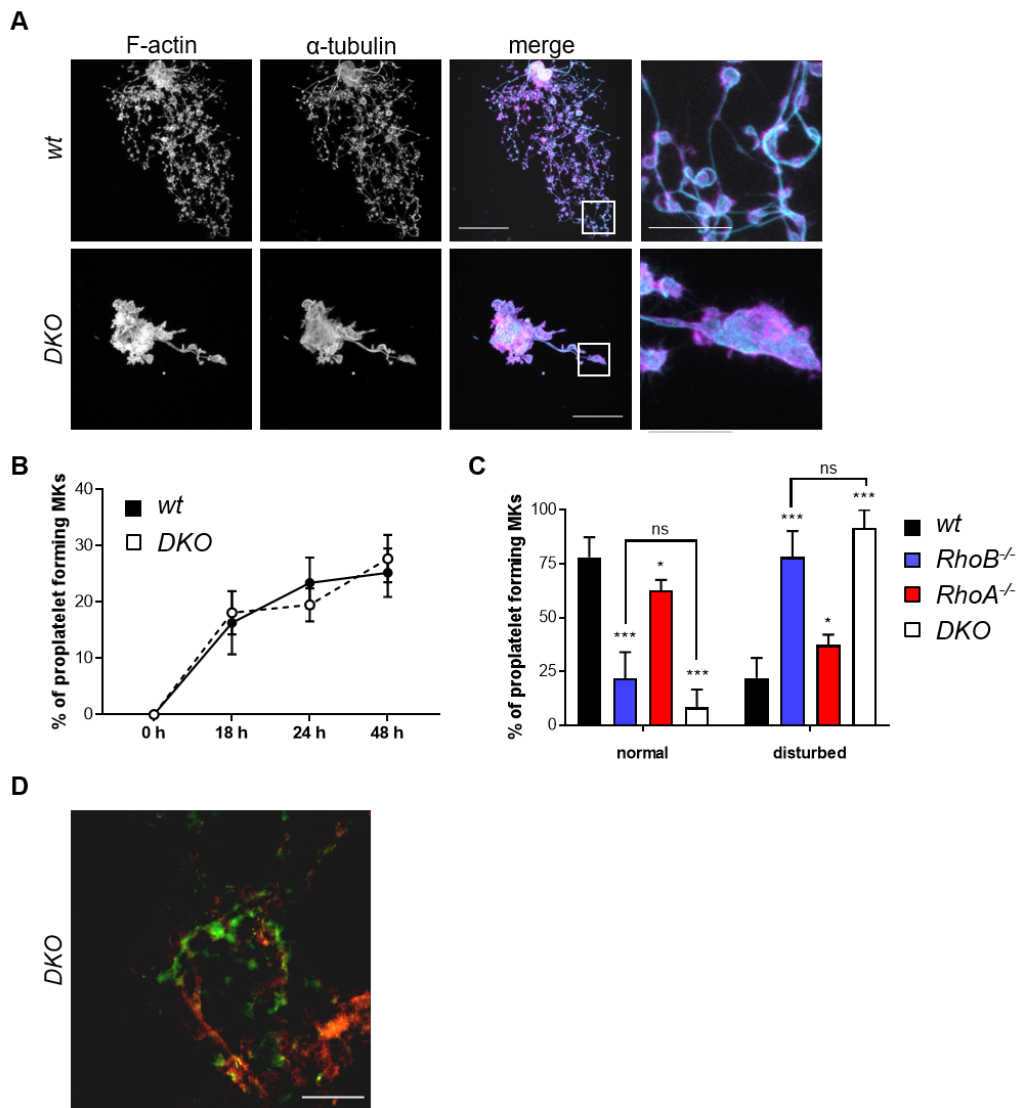 A
F-actin α-tubulin merge
wt
DKO
B
% of proplatelet forming MKs
40
30
20
10
0
wt
DKO
0 h 18 h 24 h 48 h
C
% of proplatelet forming MKs
100
75
50
25
0
ns
***
*
***
ns
***
*
***
normal disturbed
wt
RhoB-/-
RhoA-/-
DKO
D
DKO